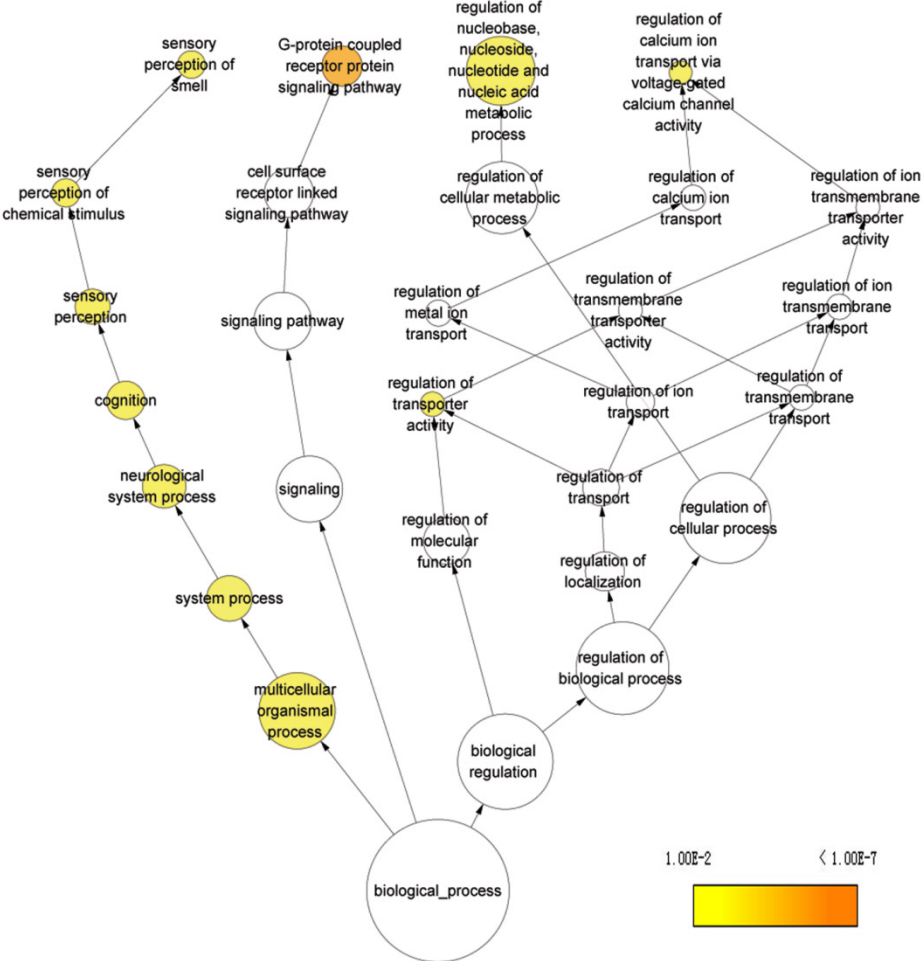 regulation of
nucleobase,
nucleoside,
nucleotide and
nucleic acid
metabolic
process
regulation of
calcium ion
transport via
voltage-gated
calcium channel
activity
sensory
perception of
smell
G-protein coupled
receptor protein
signaling pathway
sensory
perception of
chemical stimulus
cell surface
receptor linked
signaling pathway
regulation of
cellular metabolic
process
regulation of
calcium ion
transport
regulation of ion
transmembrane
transporter
activity
sensory
perception
signaling pathway
regulation of
metal ion
transport
regulation of
transmembrane
transporter
activity
regulation of ion
transmembrane
transport
cognition
regulation of
transporter
activity
regulation of ion
transport
regulation of
transmembrane
transport
neurological
system process
signaling
regulation of
transport
regulation of
cellular process
regulation of
molecular
function
regulation of
localization
system process
regulation of
biological process
multicellular
organismal
process
biological
regulation
biological_process
1.00E-2
< 1.00E-7